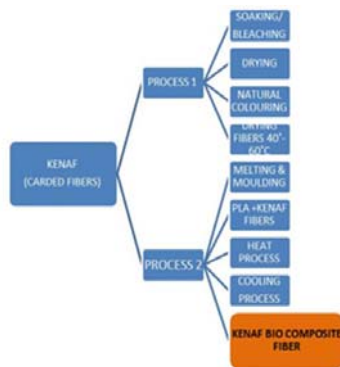 SOAKING/
BLEACHING
DRYING
PROCESS 1
NATURAL
COLOURING
DRYING
FIBERS 40°-
60°C
KENAF
(CARDED FIBERS)
MELTING &
MOULDING
PLA +KENAF
FIBERS
PROCESS 2
HEAT
PROCESS
COOLING
PROCESS
KENAF BIO COMPOSITE
FIBER